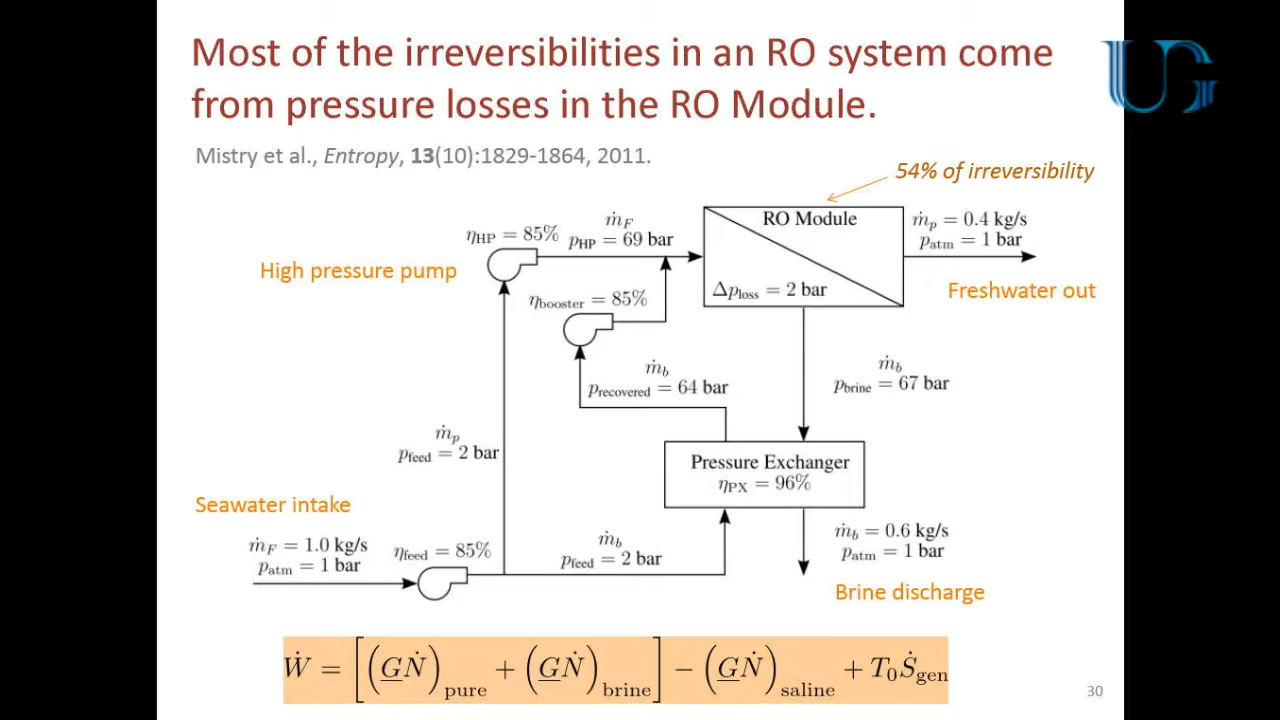 Most of the irreversibilities in an RO system come
from pressure losses in the RO Module.
UG
Mistry et al., Entropy, 13(10):1829-1864, 2011.
54% of irreversibility
RO Module
Δp_loss = 2 bar
ṁ_p = 0.4 kg/s
p_atm = 1 bar
Freshwater out
η_HP = 85%
ṁ_F
p_HP = 69 bar
High pressure pump
η_booster = 85%
ṁ_b
p_recovered = 64 bar
ṁ_b
p_brine = 67 bar
ṁ_p
p_feed = 2 bar
Pressure Exchanger
η_PX = 96%
Seawater intake
ṁ_F = 1.0 kg/s
p_atm = 1 bar
η_feed = 85%
ṁ_b
p_feed = 2 bar
ṁ_b = 0.6 kg/s
p_atm = 1 bar
Brine discharge
Ẇ = [(G̲Ṅ)_pure + (G̲Ṅ)_brine] − (G̲Ṅ)_saline + T₀Ṡ_gen
30